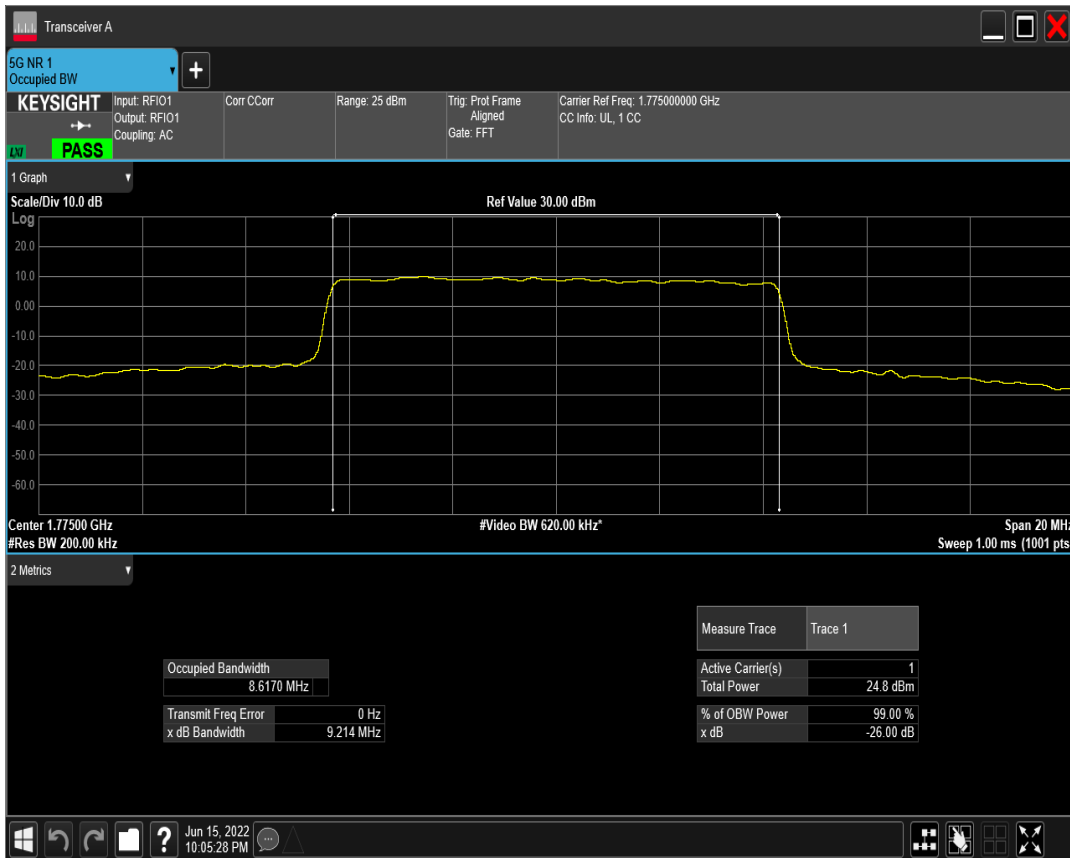 Transceiver A
5G NR 1
Occupied BW
KEYSIGHT
LXI
PASS
Input: RFIO1
Output: RFIO1
Coupling: AC
Corr CCorr
Range: 25 dBm
Trig: Prot Frame
Aligned
Gate: FFT
Carrier Ref Freq: 1.775000000 GHz
CC Info: UL, 1 CC
1 Graph
Scale/Div 10.0 dB
Ref Value 30.00 dBm
Log
20.0
10.0
0.00
-10.0
-20.0
-30.0
-40.0
-50.0
-60.0
Center 1.77500 GHz
#Video BW 620.00 kHz*
Span 20 MHz
#Res BW 200.00 kHz
Sweep 1.00 ms (1001 pts
2 Metrics
Measure Trace Trace 1
Occupied Bandwidth
8.6170 MHz
Active Carrier(s) 1
Total Power 24.8 dBm
Transmit Freq Error 0 Hz
x dB Bandwidth 9.214 MHz
% of OBW Power 99.00 %
x dB -26.00 dB
?
Jun 15, 2022
10:05:28 PM